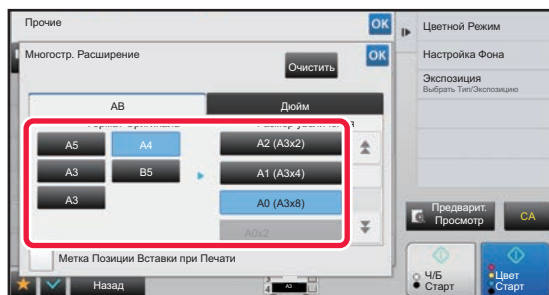 Прочие
OK
Многостр. Расширение
Очистить
OK
AB
Дюйм
A5
A4
A3
B5
A3
A2 (A3x2)
A1 (A3x4)
A0 (A3x8)
A0x2
Метка Позиции Вставки при Печати
Назад
A3
Цветной Режим
Настройка Фона
Экспозиция
Выбрать Тип/Экспозицию
Предварит.
Просмотр
CA
Ч/Б
Старт
Цвет
Старт